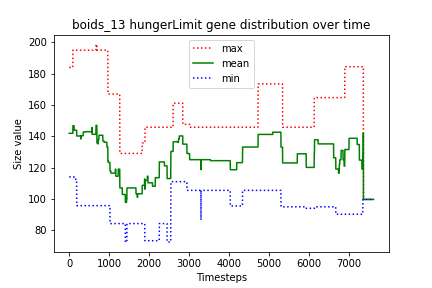 boids_13 hungerLimit gene distribution over time
max
mean
min
Size value
200
180
160
140
120
100
80
0 1000 2000 3000 4000 5000 6000 7000
Timesteps